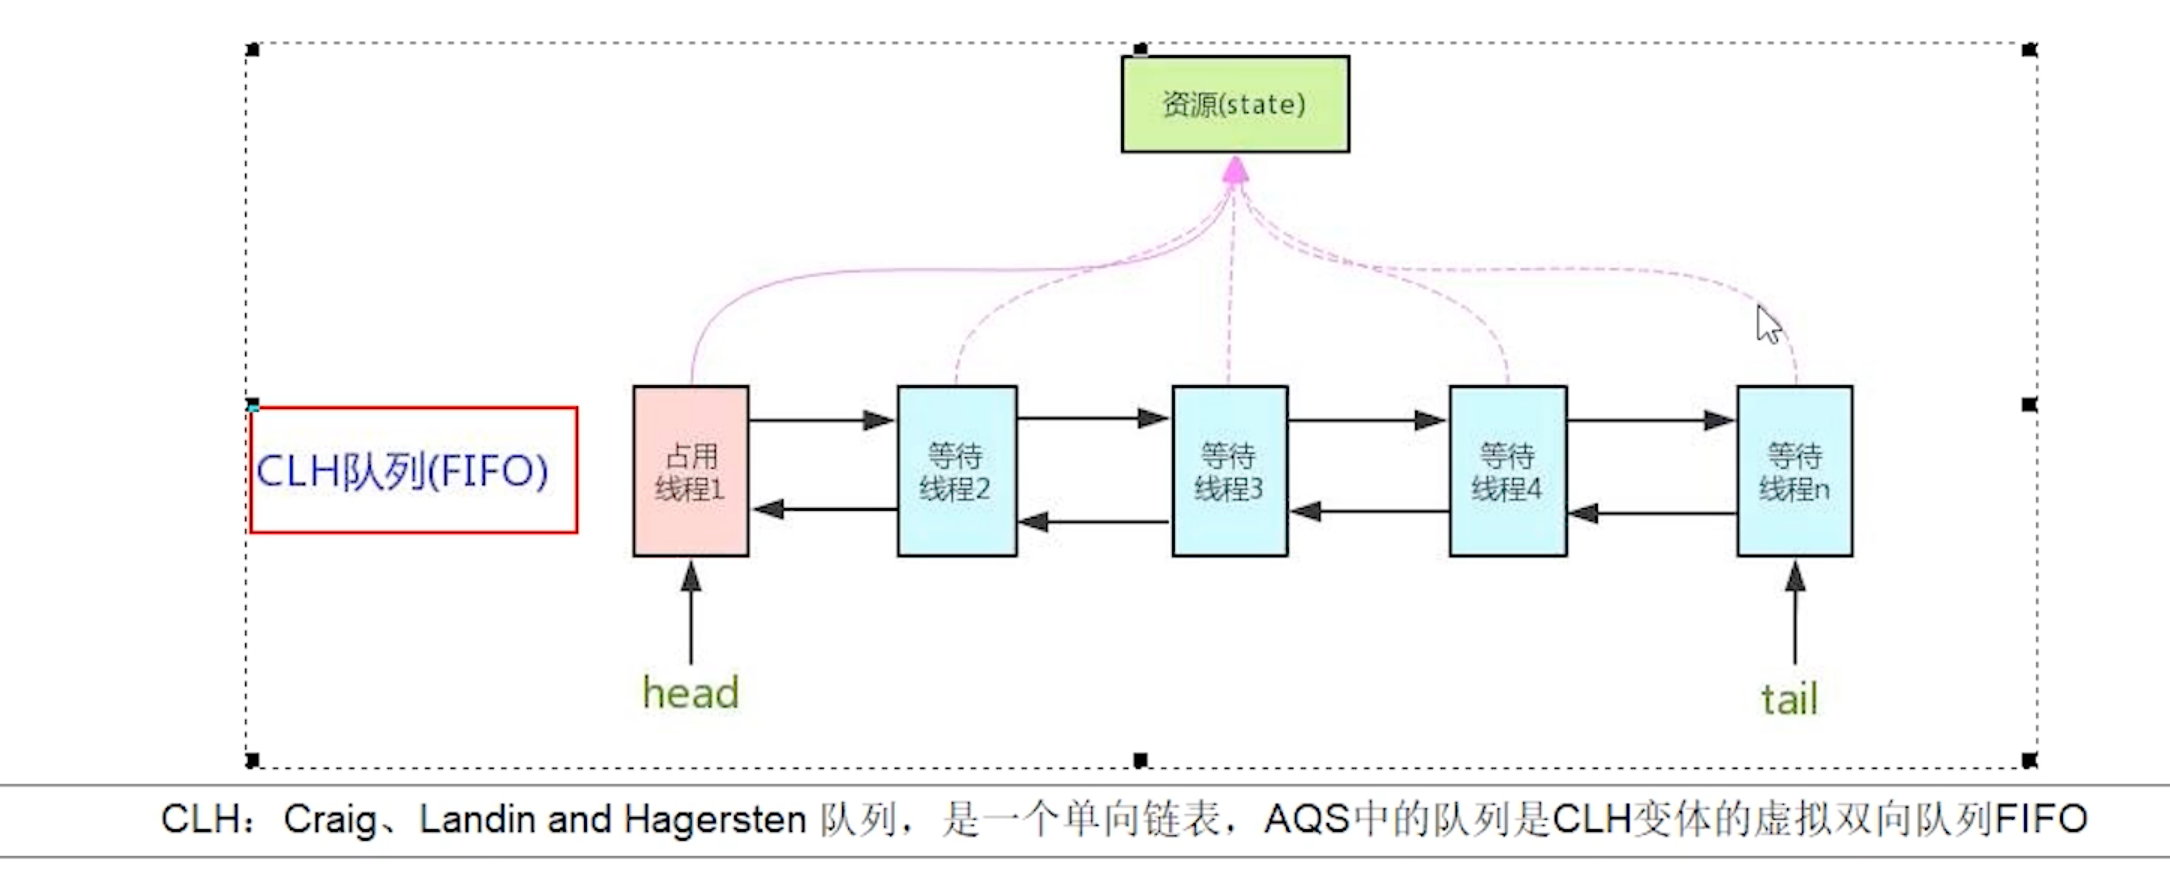 资源(state)
CLH队列(FIFO)
占用
线程1
等待
线程2
等待
线程3
等待
线程4
等待
线程n
head
tail
CLH：Craig、Landin and Hagersten 队列，是一个单向链表，AQS中的队列是CLH变体的虚拟双向队列FIFO